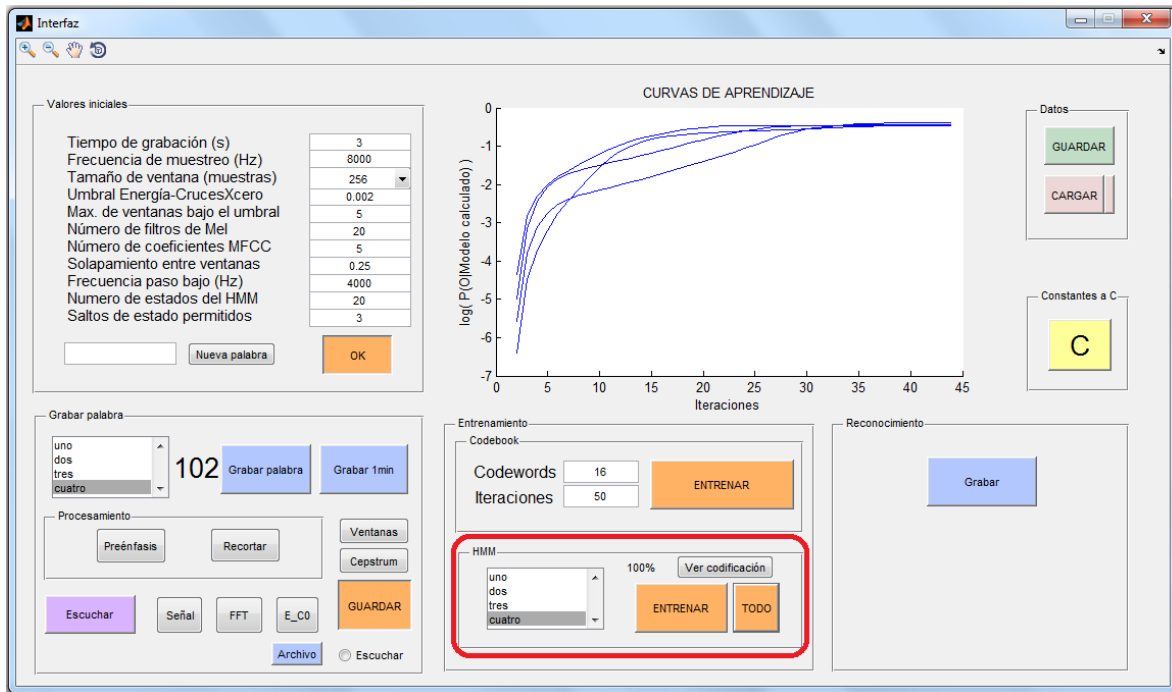 Interfaz
Valores iniciales
Tiempo de grabación (s) 3
Frecuencia de muestreo (Hz) 8000
Tamaño de ventana (muestras) 256
Umbral Energía-CrucesXcero 0.002
Max. de ventanas bajo el umbral 5
Número de filtros de Mel 20
Número de coeficientes MFCC 5
Solapamiento entre ventanas 0.25
Frecuencia paso bajo (Hz) 4000
Numero de estados del HMM 20
Saltos de estado permitidos 3
Nueva palabra OK
CURVAS DE APRENDIZAJE
log( P(O|Modelo calculado) )
0
-1
-2
-3
-4
-5
-6
-7
0 5 10 15 20 25 30 35 40 45
Iteraciones
Datos
GUARDAR
CARGAR
Constantes a C
C
Grabar palabra
uno
dos
tres
cuatro
102 Grabar palabra Grabar 1min
Procesamiento
Preénfasis Recortar
Ventanas
Cepstrum
GUARDAR
Escuchar Señal FFT E_C0
Archivo Escuchar
Entrenamiento
Codebook
Codewords 16
Iteraciones 50
ENTRENAR
HMM
uno
dos
tres
cuatro
100% Ver codificación
ENTRENAR TODO
Reconocimiento
Grabar